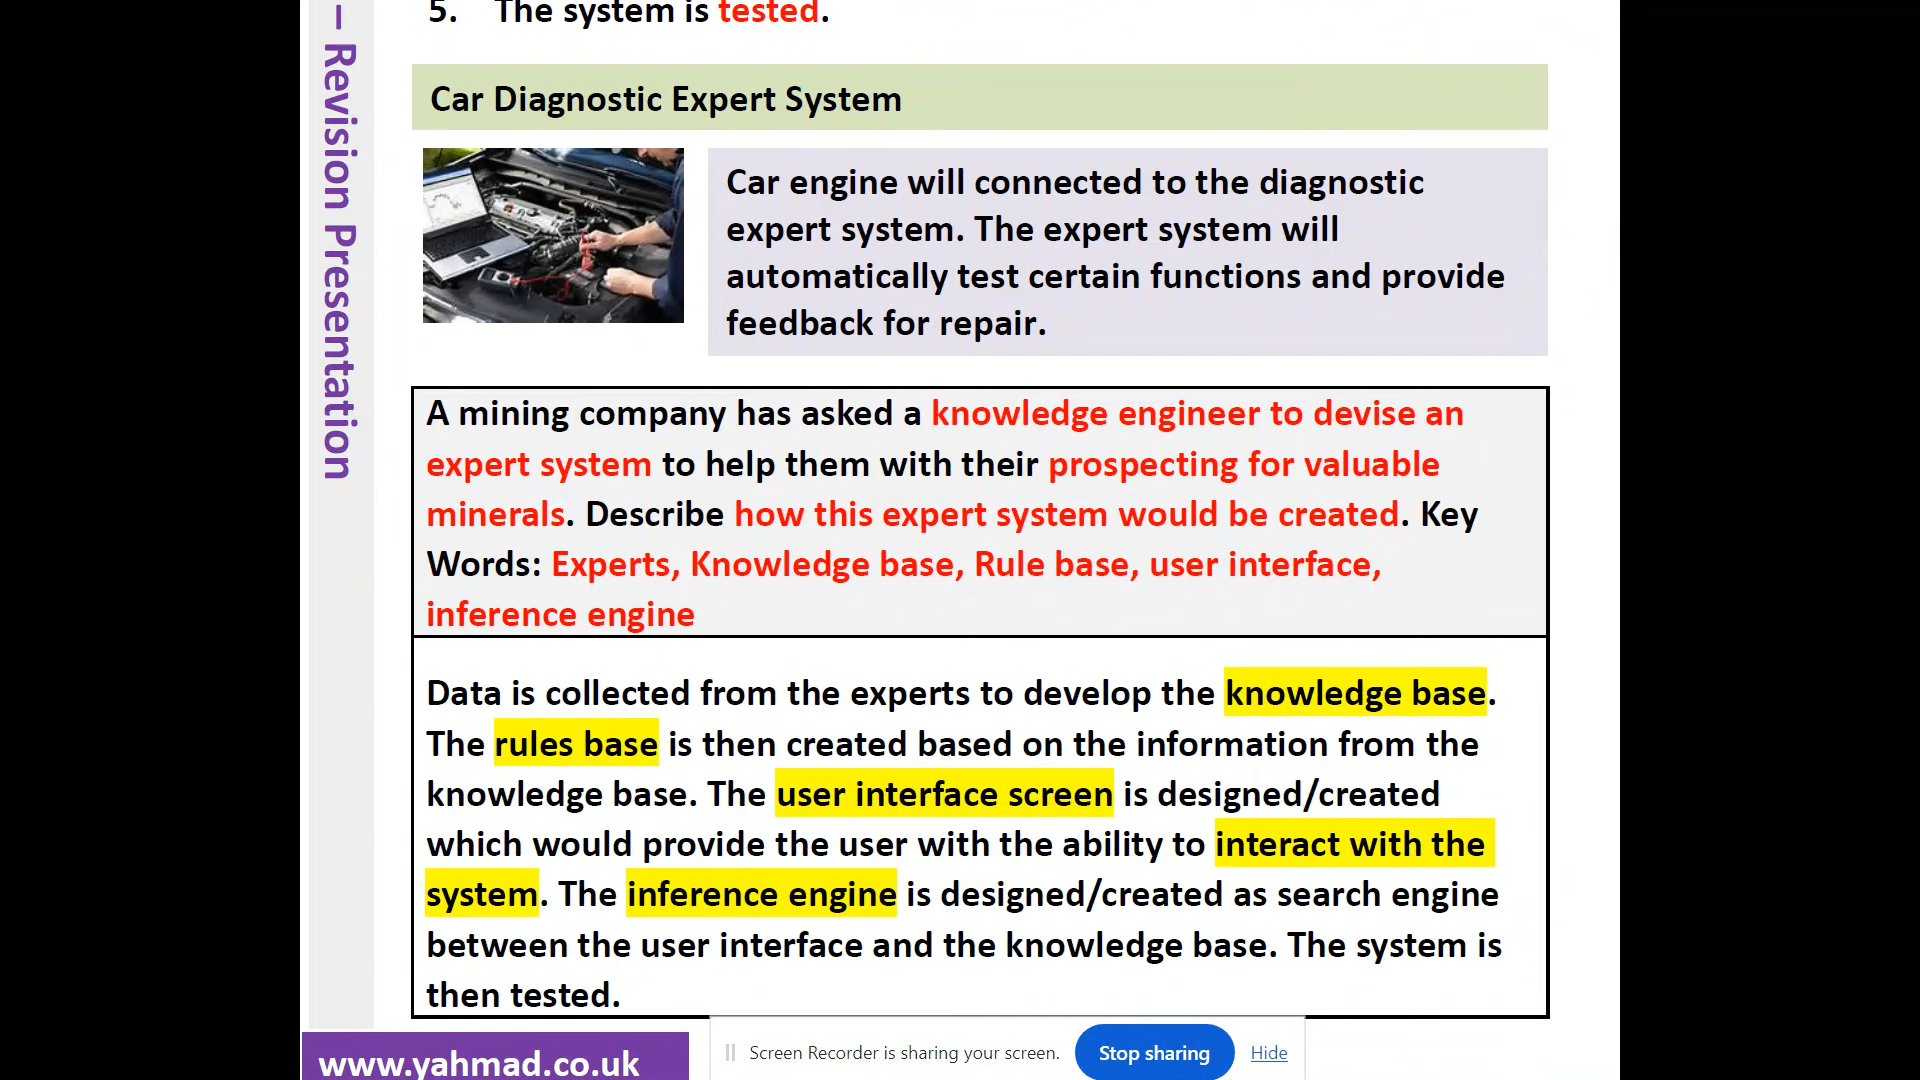 5. The system is tested.
– Revision Presentation
Car Diagnostic Expert System
Car engine will connected to the diagnostic
expert system. The expert system will
automatically test certain functions and provide
feedback for repair.
A mining company has asked a knowledge engineer to devise an
expert system to help them with their prospecting for valuable
minerals. Describe how this expert system would be created. Key
Words: Experts, Knowledge base, Rule base, user interface,
inference engine
Data is collected from the experts to develop the knowledge base.
The rules base is then created based on the information from the
knowledge base. The user interface screen is designed/created
which would provide the user with the ability to interact with the
system. The inference engine is designed/created as search engine
between the user interface and the knowledge base. The system is
then tested.
www.yahmad.co.uk
Screen Recorder is sharing your screen. Stop sharing Hide